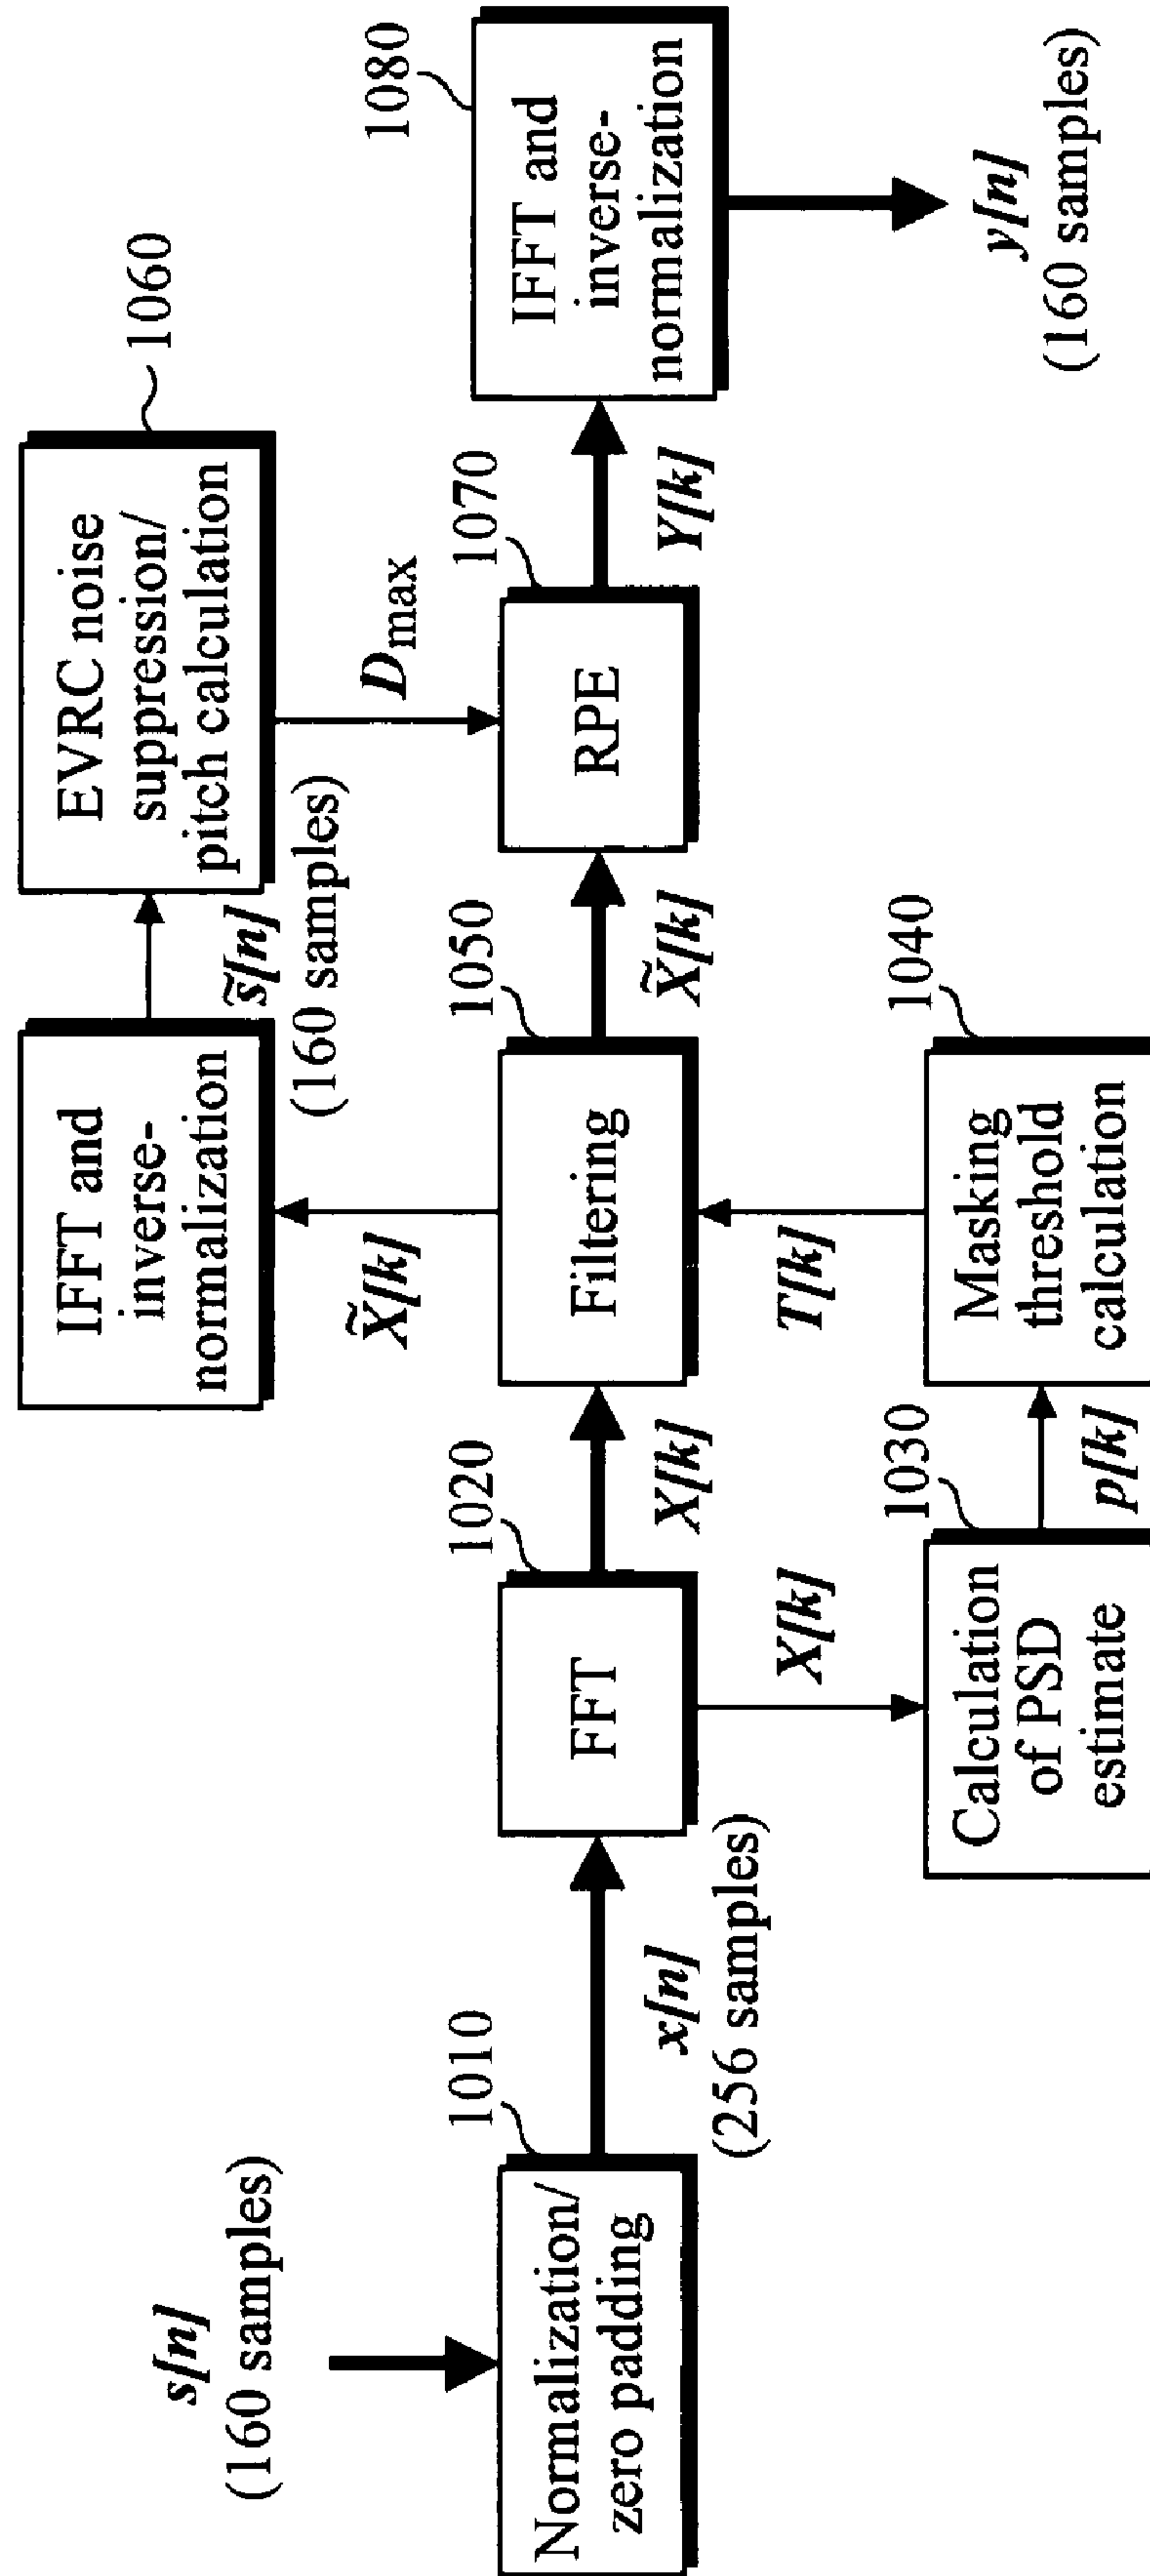 s[n]
(160 samples)
Normalization/
zero padding
1010
x[n]
(256 samples)
FFT
1020
X[k]
X[k]
Calculation
of PSD
estimate
1030
p[k]
Masking
threshold
calculation
1040
T[k]
Filtering
1050
X̃[k]
IFFT and
inverse-
normalization
s̃[n]
(160 samples)
EVRC noise
suppression/
pitch calculation
1060
Dmax
X̃[k]
RPE
1070
Y[k]
IFFT and
inverse-
normalization
1080
y[n]
(160 samples)